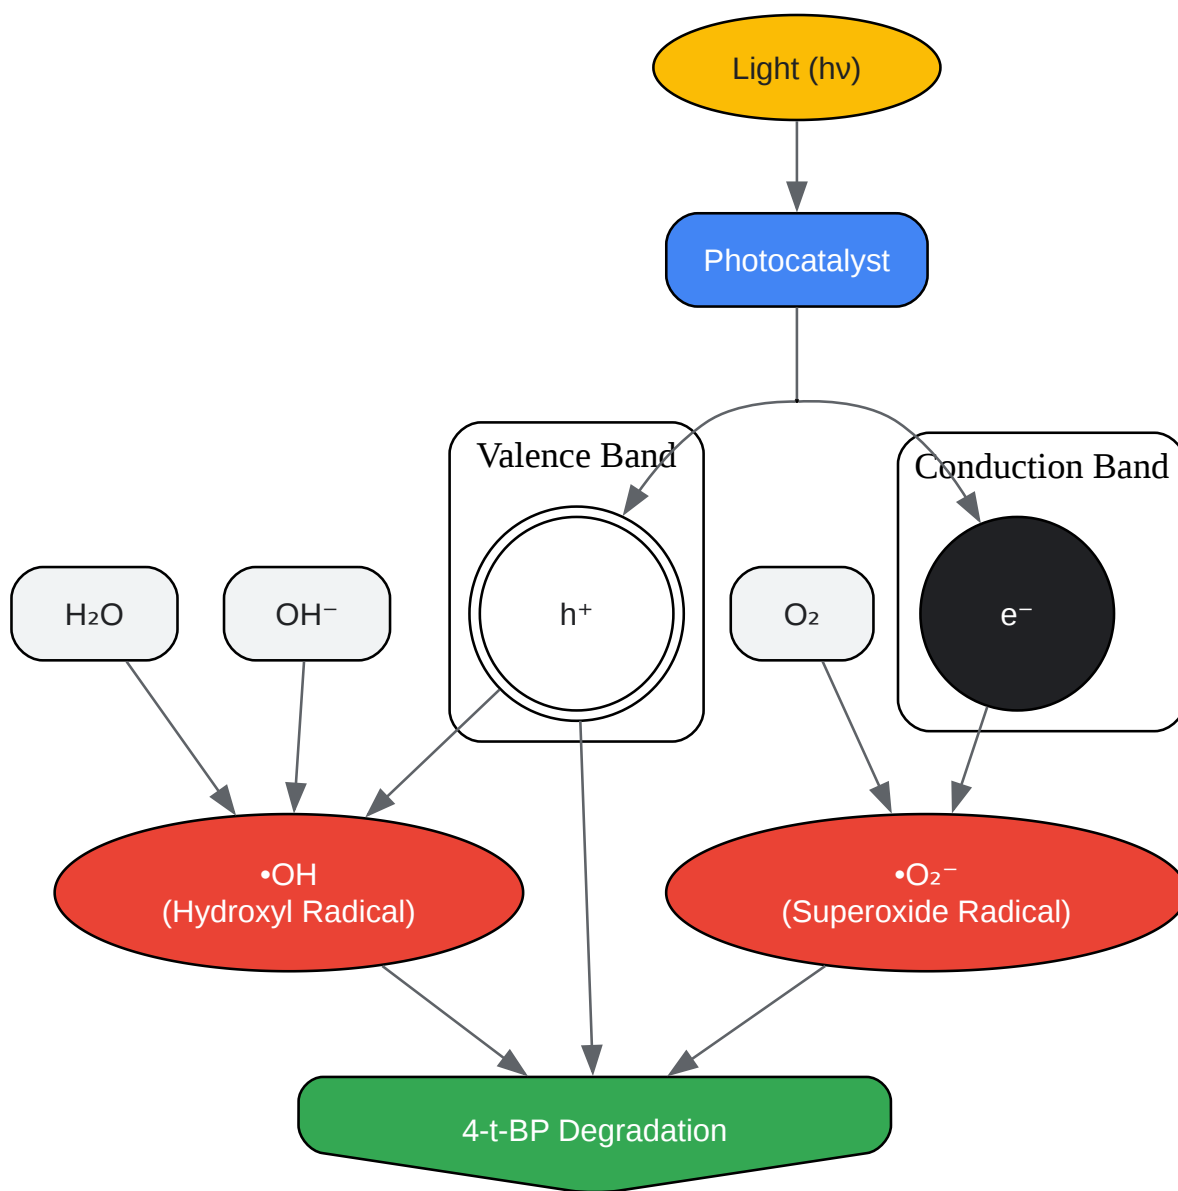 Light (hν)
Photocatalyst
Valence Band
Conduction Band
H₂O
OH⁻
h⁺
O₂
e⁻
•OH
(Hydroxyl Radical)
•O₂⁻
(Superoxide Radical)
4-t-BP Degradation